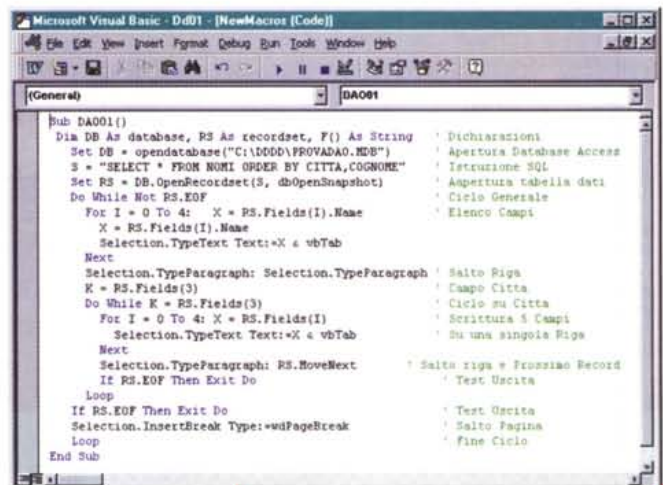 Microsoft Visual Basic - Dd01 - [NewMacros (Code)]
File Edit View Insert Format Debug Run Tools Window Help
(General) DAO01
Sub DAO01()
Dim DB As database, RS As recordset, F() As String ' Dichiarazioni
Set DB = opendatabase("C:\DDDD\PROVADAO.MDB") ' Apertura Database Access
S = "SELECT * FROM NOMI ORDER BY CITTA,COGNOME" ' Istruzione SQL
Set RS = DB.OpenRecordset(S, dbOpenSnapshot) ' Aapertura tabella dati
Do While Not RS.EOF ' Ciclo Generale
For I = 0 To 4: X = RS.Fields(I).Name ' Elenco Campi
X = RS.Fields(I).Name
Selection.TypeText Text:=X & vbTab
Next
Selection.TypeParagraph: Selection.TypeParagraph ' Salto Riga
K = RS.Fields(3) ' Campo Citta
Do While K = RS.Fields(3) ' Ciclo su Citta
For I = 0 To 4: X = RS.Fields(I) ' Scrittura 5 Campi
Selection.TypeText Text:=X & vbTab ' Su una singola Riga
Next
Selection.TypeParagraph: RS.MoveNext ' Salto riga e Prossimo Record
If RS.EOF Then Exit Do ' Test Uscita
Loop
If RS.EOF Then Exit Do ' Test Uscita
Selection.InsertBreak Type:=wdPageBreak ' Salto Pagina
Loop ' Fine Ciclo
End Sub